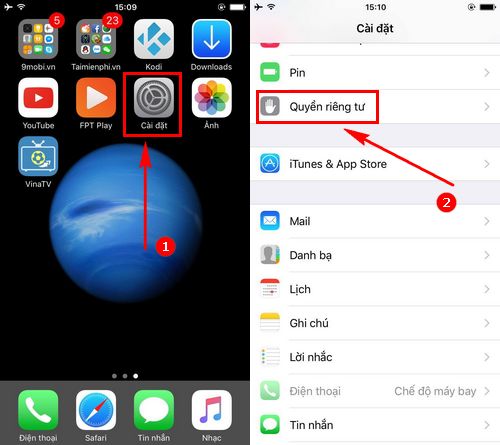 15:09
5
23
9mobi.vn
Taimienphi.vn
Kodi
Downloads
YouTube
FPT Play
Cài đặt
Ảnh
VinaTV
1
Điện thoại
Safari
Tin nhắn
Nhạc
15:10
Cài đặt
Pin
Quyền riêng tư
iTunes & App Store
2
Mail
Danh bạ
Lịch
Ghi chú
Lời nhắc
Điện thoại Chế độ máy bay
Tin nhắn